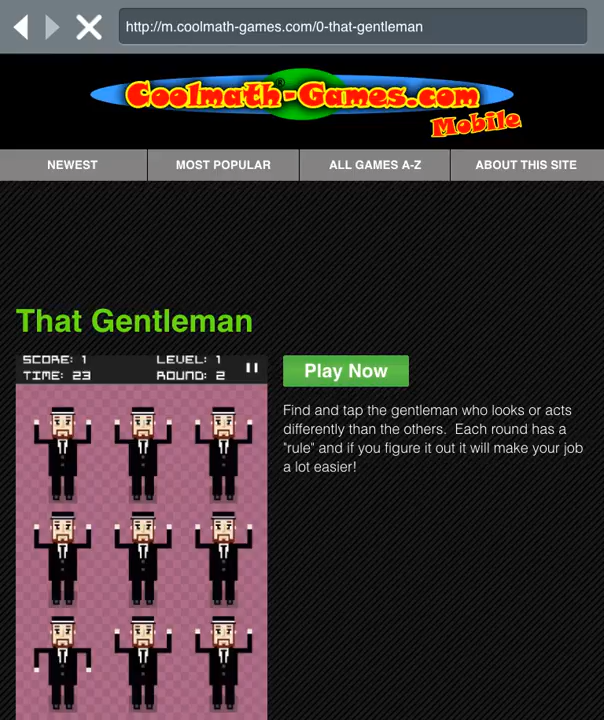 http://m.coolmath-games.com/0-that-gentleman
Coolmath-Games.com
Mobile
NEWEST
MOST POPULAR
ALL GAMES A-Z
ABOUT THIS SITE
That Gentleman
SCORE: 1 LEVEL: 1
TIME: 23 ROUND: 2
Play Now
Find and tap the gentleman who looks or acts
differently than the others. Each round has a
"rule" and if you figure it out it will make your job
a lot easier!